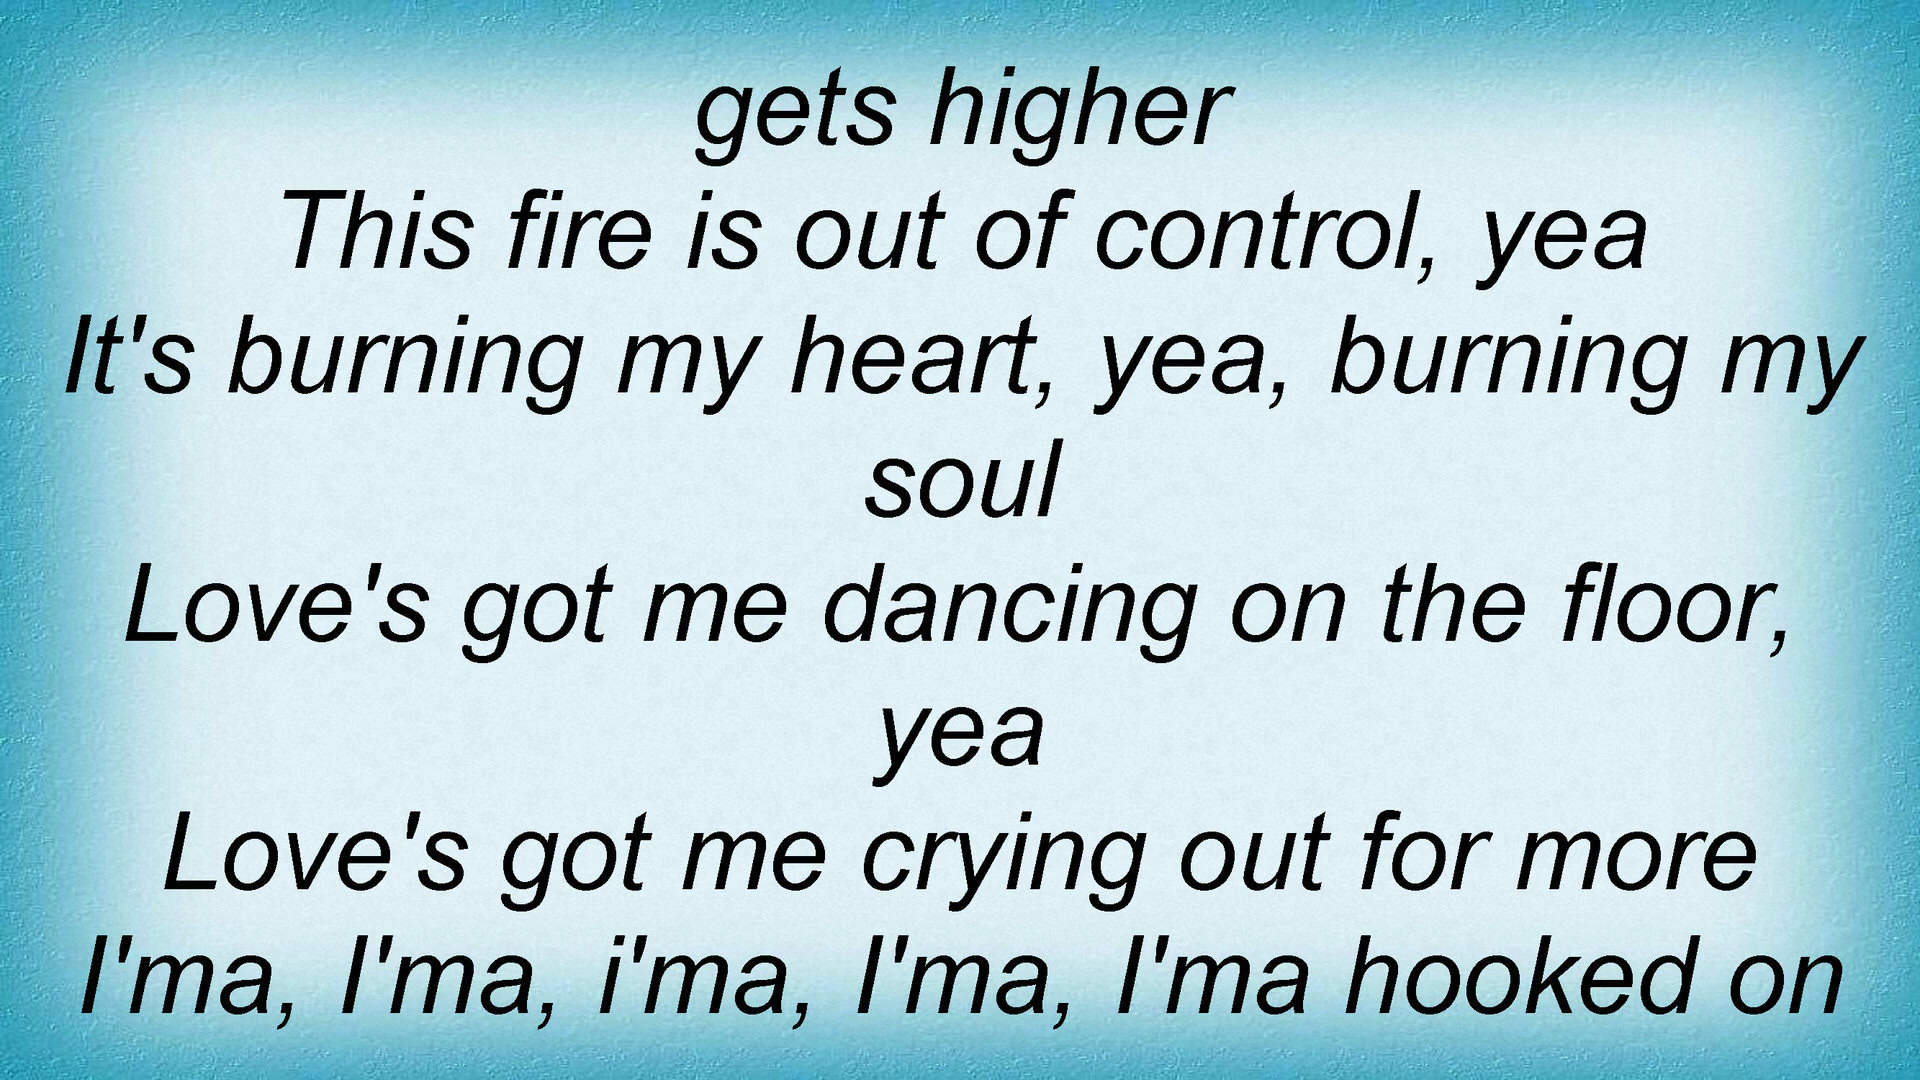 gets higher
This fire is out of control, yea
It's burning my heart, yea, burning my
soul
Love's got me dancing on the floor,
yea
Love's got me crying out for more
I'ma, I'ma, i'ma, I'ma, I'ma hooked on